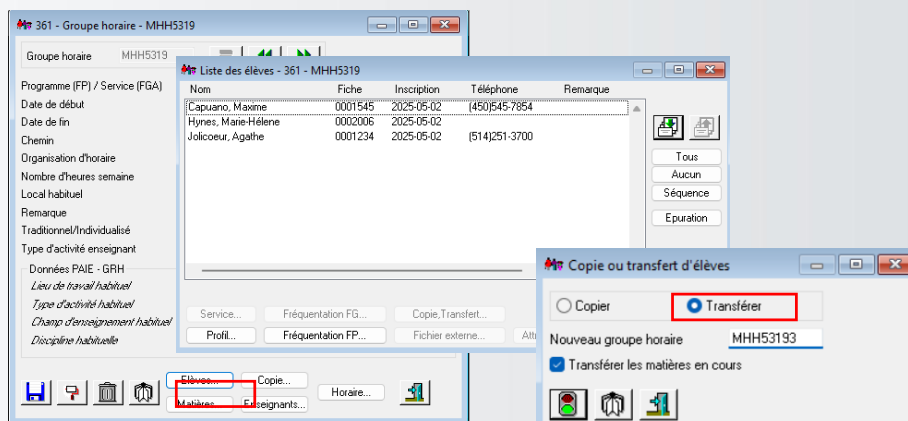 361 - Groupe horaire - MHH5319
Groupe horaire MHH5319
Programme (FP) / Service (FGA)
Date de début
Date de fin
Chemin
Organisation d'horaire
Nombre d'heures semaine
Local habituel
Remarque
Traditionnel/Individualisé
Type d'activité enseignant
Données PAIE - GRH
Lieu de travail habituel
Type d'activité habituel
Champ d'enseignement habituel
Discipline habituelle
Elèves... Copie...
Matières... Enseignants... Horaire...
Liste des élèves - 361 - MHH5319
Nom Fiche Inscription Téléphone Remarque
Capuano, Maxime 0001545 2025-05-02 (450)545-7854
Hynes, Marie-Hélene 0002006 2025-05-02
Jolicoeur, Agathe 0001234 2025-05-02 (514)251-3700
Tous
Aucun
Séquence
Epuration
Service... Fréquentation FG... Copie,Transfert...
Profil... Fréquentation FP... Fichier externe...
Copie ou transfert d'élèves
Copier Transférer
Nouveau groupe horaire MHH53193
Transférer les matières en cours